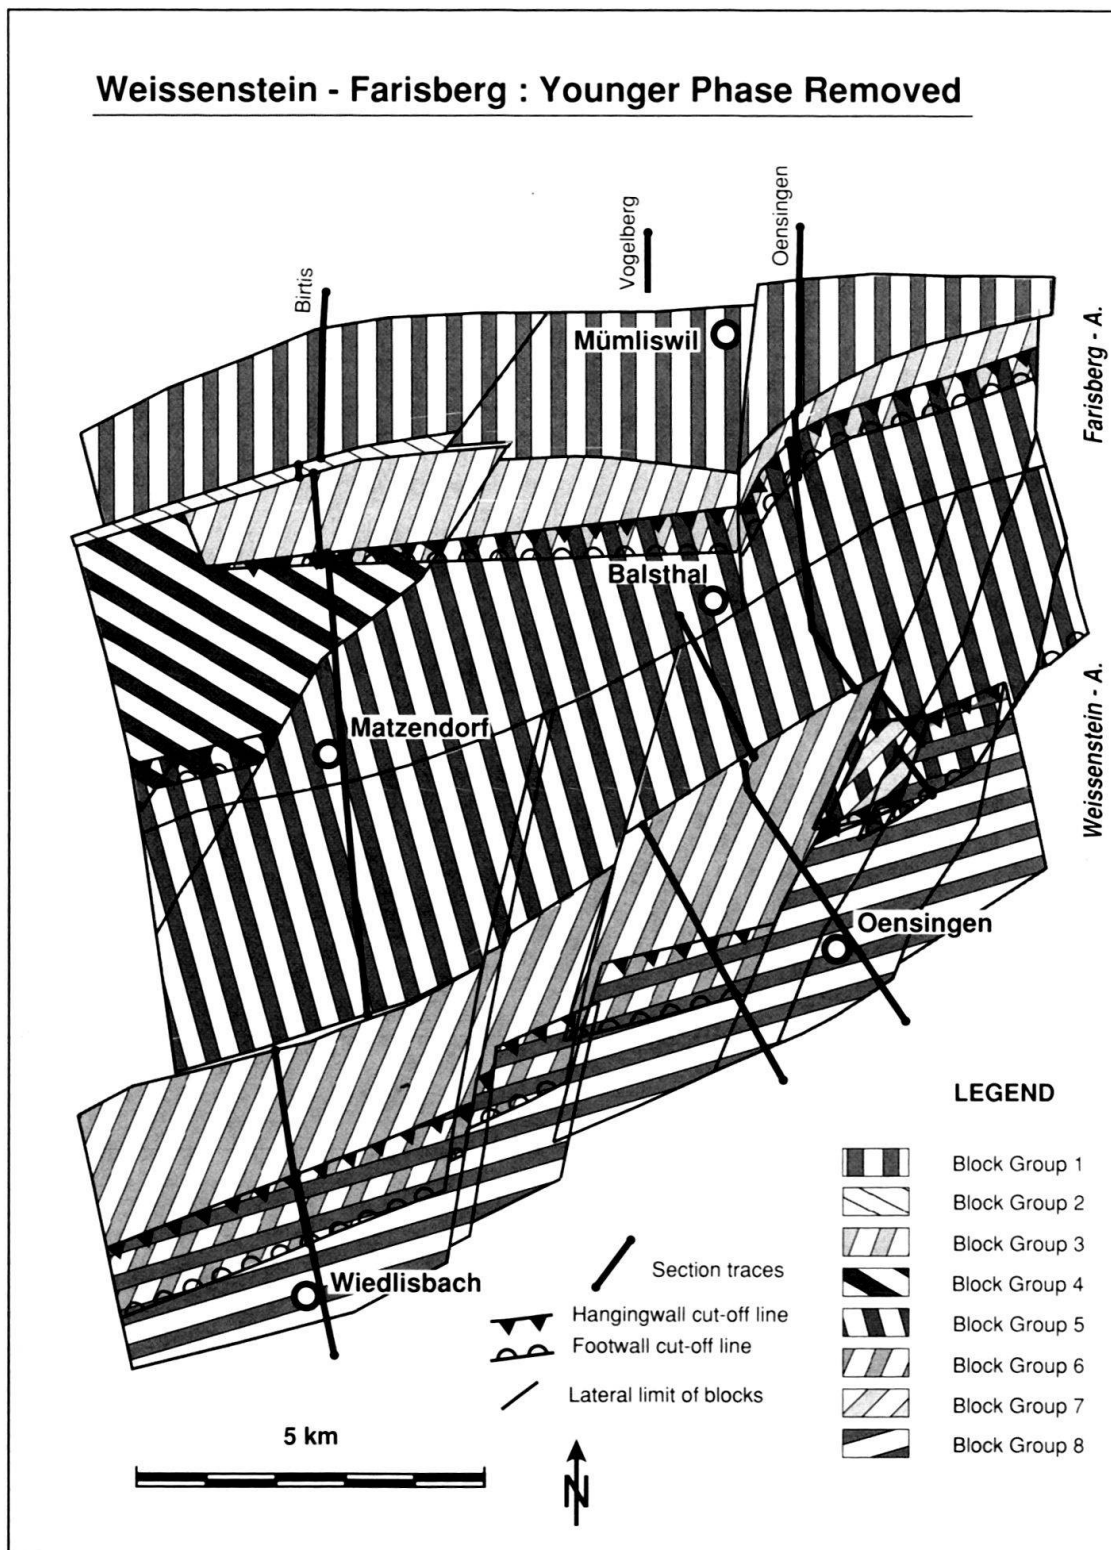 Weissenstein - Farisberg : Younger Phase Removed
Birtis
Vogelberg
Oensingen
Mümliswil
Farisberg - A.
Balsthal
Matzendorf
Weissenstein - A.
Oensingen
Wiedlisbach
LEGEND
Block Group 1
Block Group 2
Block Group 3
Block Group 4
Block Group 5
Block Group 6
Block Group 7
Block Group 8
Section traces
Hangingwall cut-off line
Footwall cut-off line
Lateral limit of blocks
5 km
N